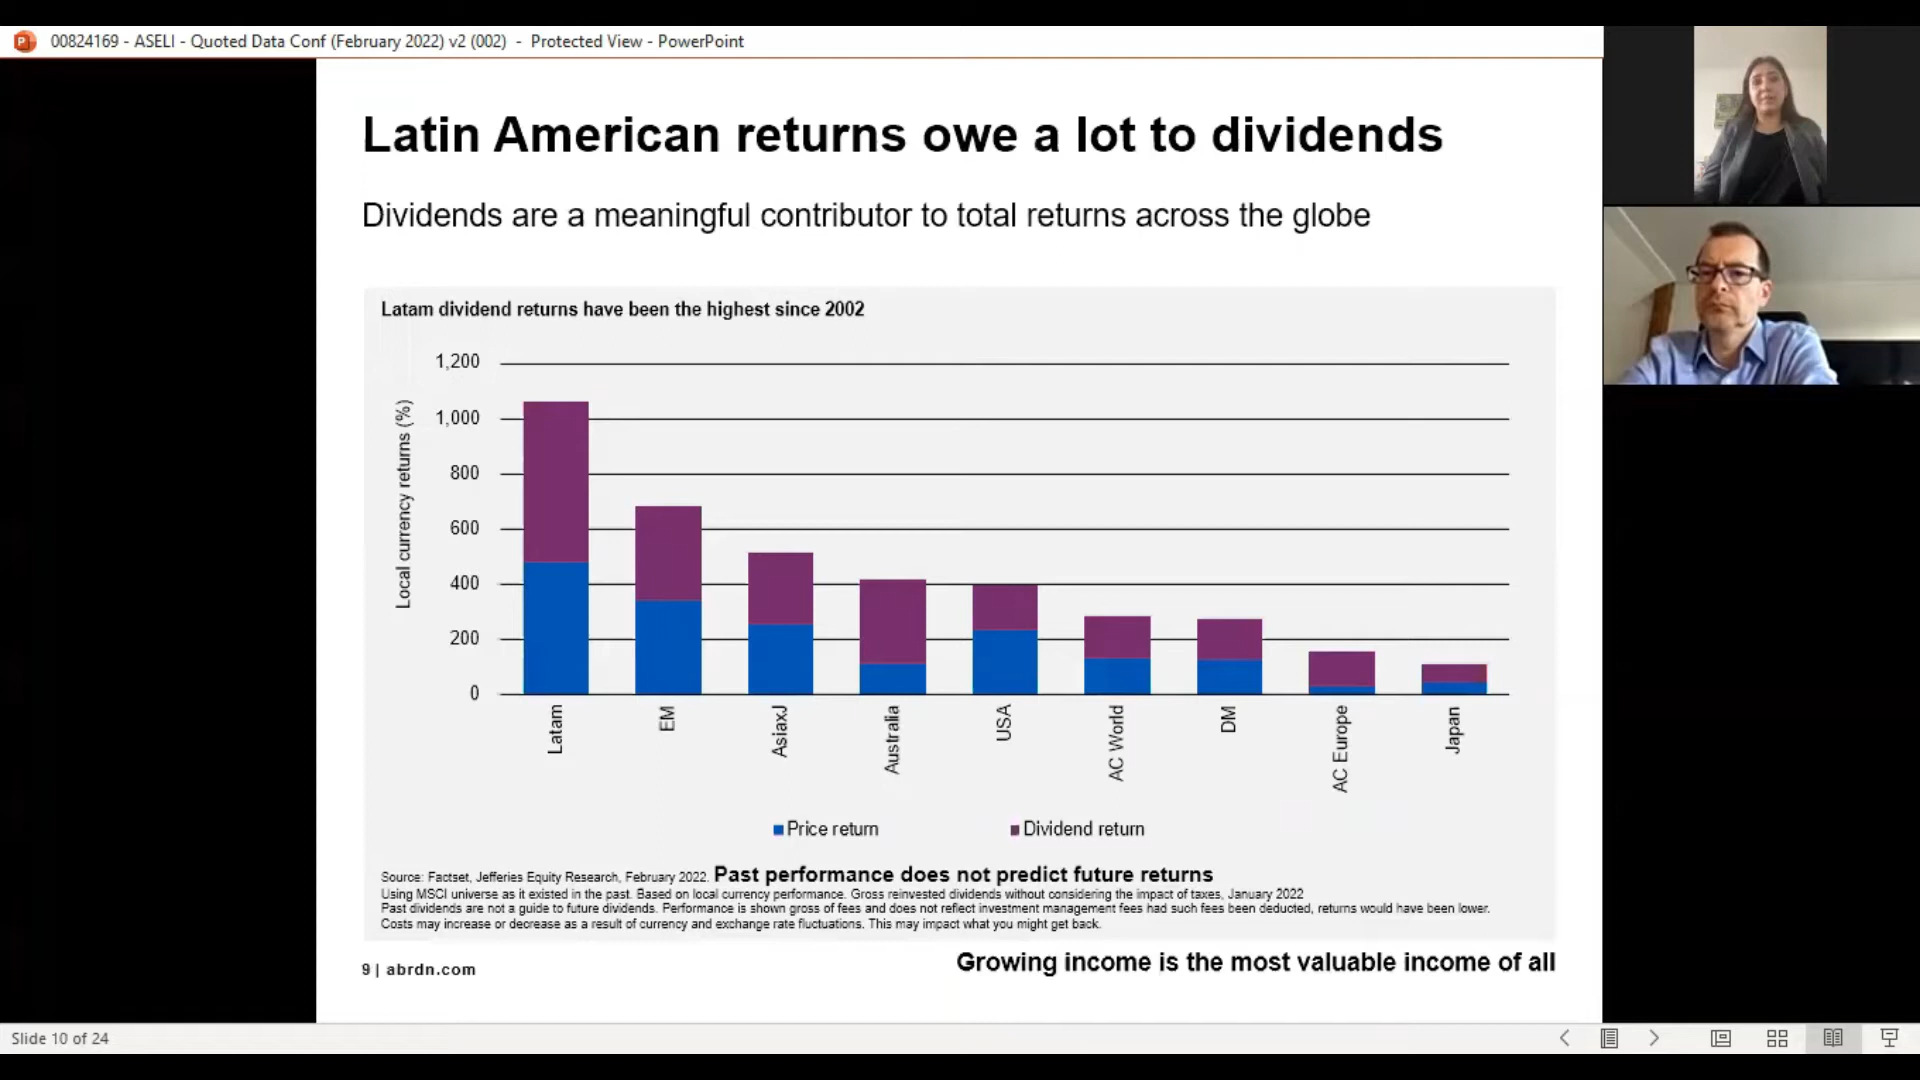 00824169 - ASELI - Quoted Data Conf (February 2022) v2 (002) - Protected View - PowerPoint
Latin American returns owe a lot to dividends
Dividends are a meaningful contributor to total returns across the globe
Latam dividend returns have been the highest since 2002
Local currency returns (%)
1,200
1,000
800
600
400
200
0
Latam
EM
AsiaxJ
Australia
USA
AC World
DM
AC Europe
Japan
Price return
Dividend return
Source: Factset, Jefferies Equity Research, February 2022. Past performance does not predict future returns
Using MSCI universe as it existed in the past. Based on local currency performance. Gross reinvested dividends without considering the impact of taxes, January 2022
Past dividends are not a guide to future dividends. Performance is shown gross of fees and does not reflect investment management fees had such fees been deducted, returns would have been lower.
Costs may increase or decrease as a result of currency and exchange rate fluctuations. This may impact what you might get back.
9 | abrdn.com
Growing income is the most valuable income of all
Slide 10 of 24